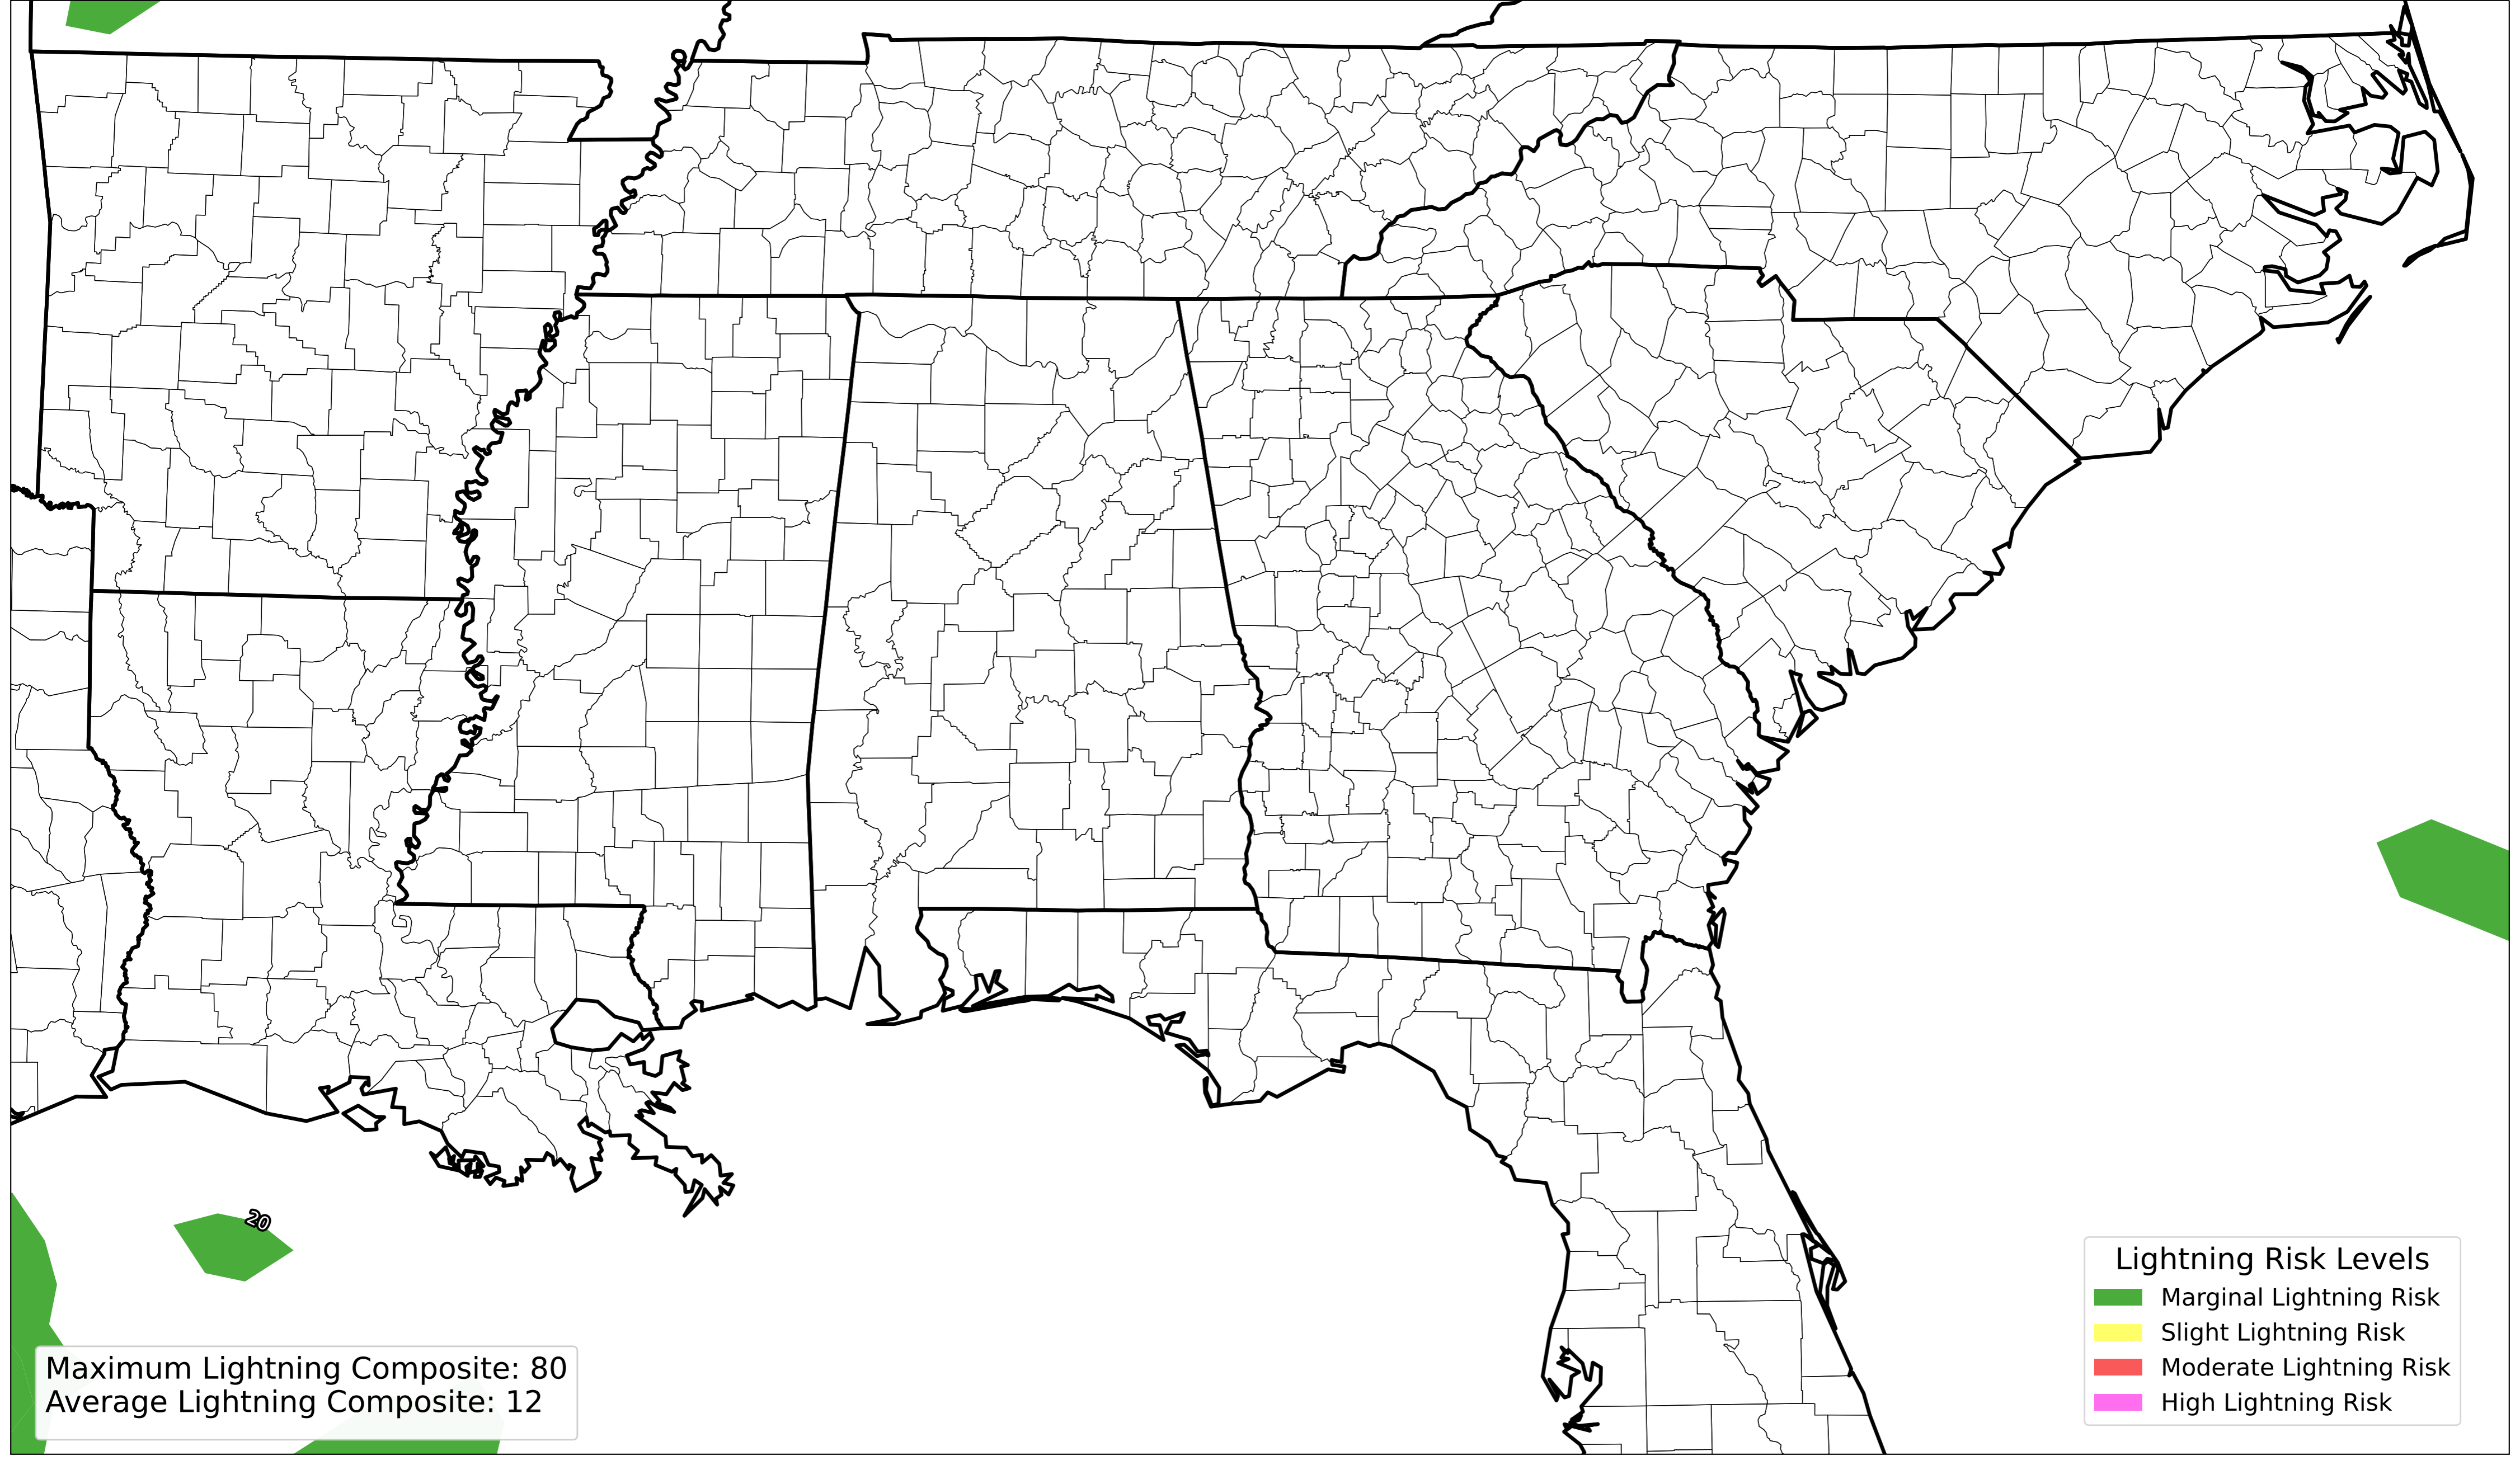 20
Maximum Lightning Composite: 80
Average Lightning Composite: 12
Lightning Risk Levels
Marginal Lightning Risk
Slight Lightning Risk
Moderate Lightning Risk
High Lightning Risk